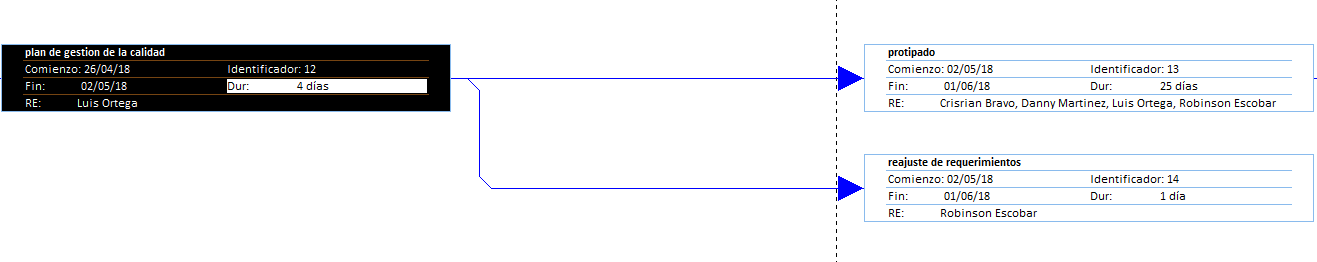 plan de gestion de la calidad
Comienzo: 26/04/18 Identificador: 12
Fin: 02/05/18 Dur: 4 días
RE: Luis Ortega
protipado
Comienzo: 02/05/18 Identificador: 13
Fin: 01/06/18 Dur: 25 días
RE: Crisrian Bravo, Danny Martinez, Luis Ortega, Robinson Escobar
reajuste de requerimientos
Comienzo: 02/05/18 Identificador: 14
Fin: 01/06/18 Dur: 1 día
RE: Robinson Escobar